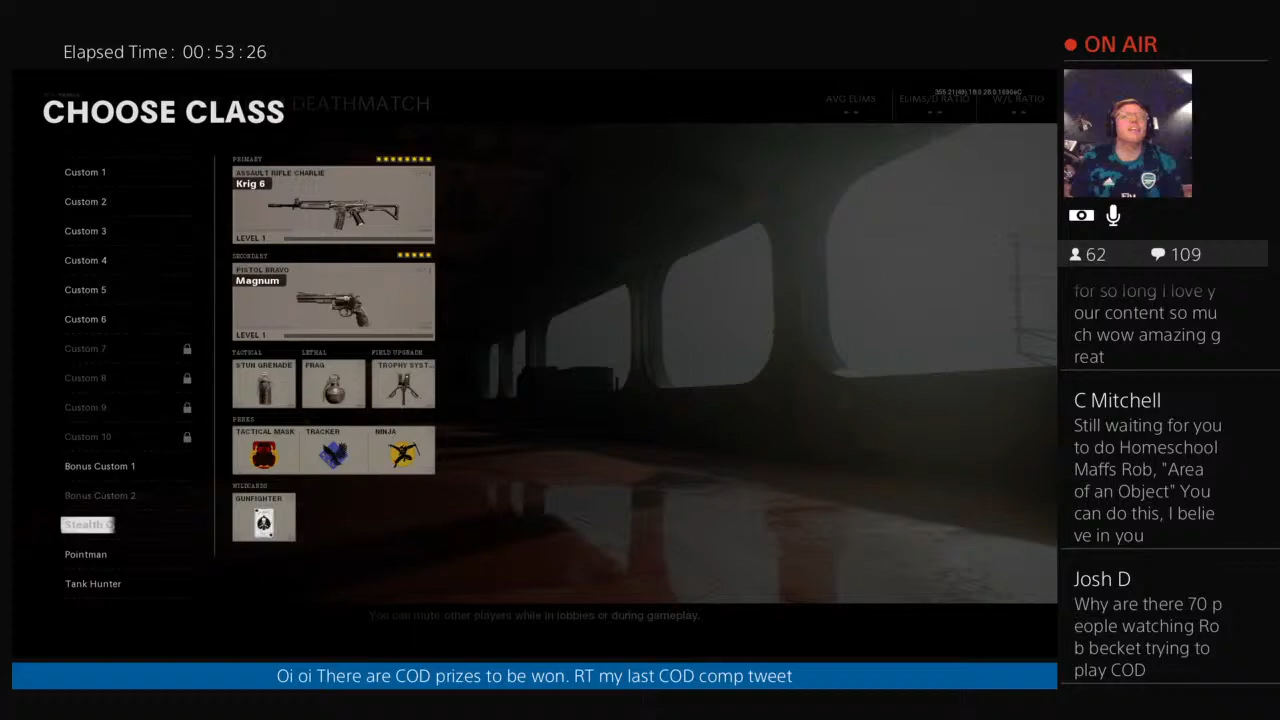 Elapsed Time: 00:53:26
ON AIR
CHOOSE CLASS
DEATHMATCH
AVG ELIMS
ELIMS/D RATIO
W/L RATIO
Custom 1
Custom 2
Custom 3
Custom 4
Custom 5
Custom 6
Custom 7
Custom 8
Custom 9
Custom 10
Bonus Custom 1
Bonus Custom 2
Pointman
Tank Hunter
PRIMARY
ASSAULT RIFLE CHARLIE
Krig 6
LEVEL 1
SECONDARY
PISTOL BRAVO
Magnum
LEVEL 1
TACTICAL LETHAL FIELD UPGRADE
STUN GRENADE FRAG TROPHY SYST...
PERKS
TACTICAL MASK TRACKER NINJA
WILDCARDS
GUNFIGHTER
You can mute other players while in lobbies or during gameplay.
Oi oi There are COD prizes to be won. RT my last COD comp tweet
62 109
for so long I love y
our content so mu
ch wow amazing g
reat
C Mitchell
Still waiting for you
to do Homeschool
Maffs Rob, "Area
of an Object" You
can do this, I belie
ve in you
Josh D
Why are there 70 p
eople watching Ro
b becket trying to
play COD